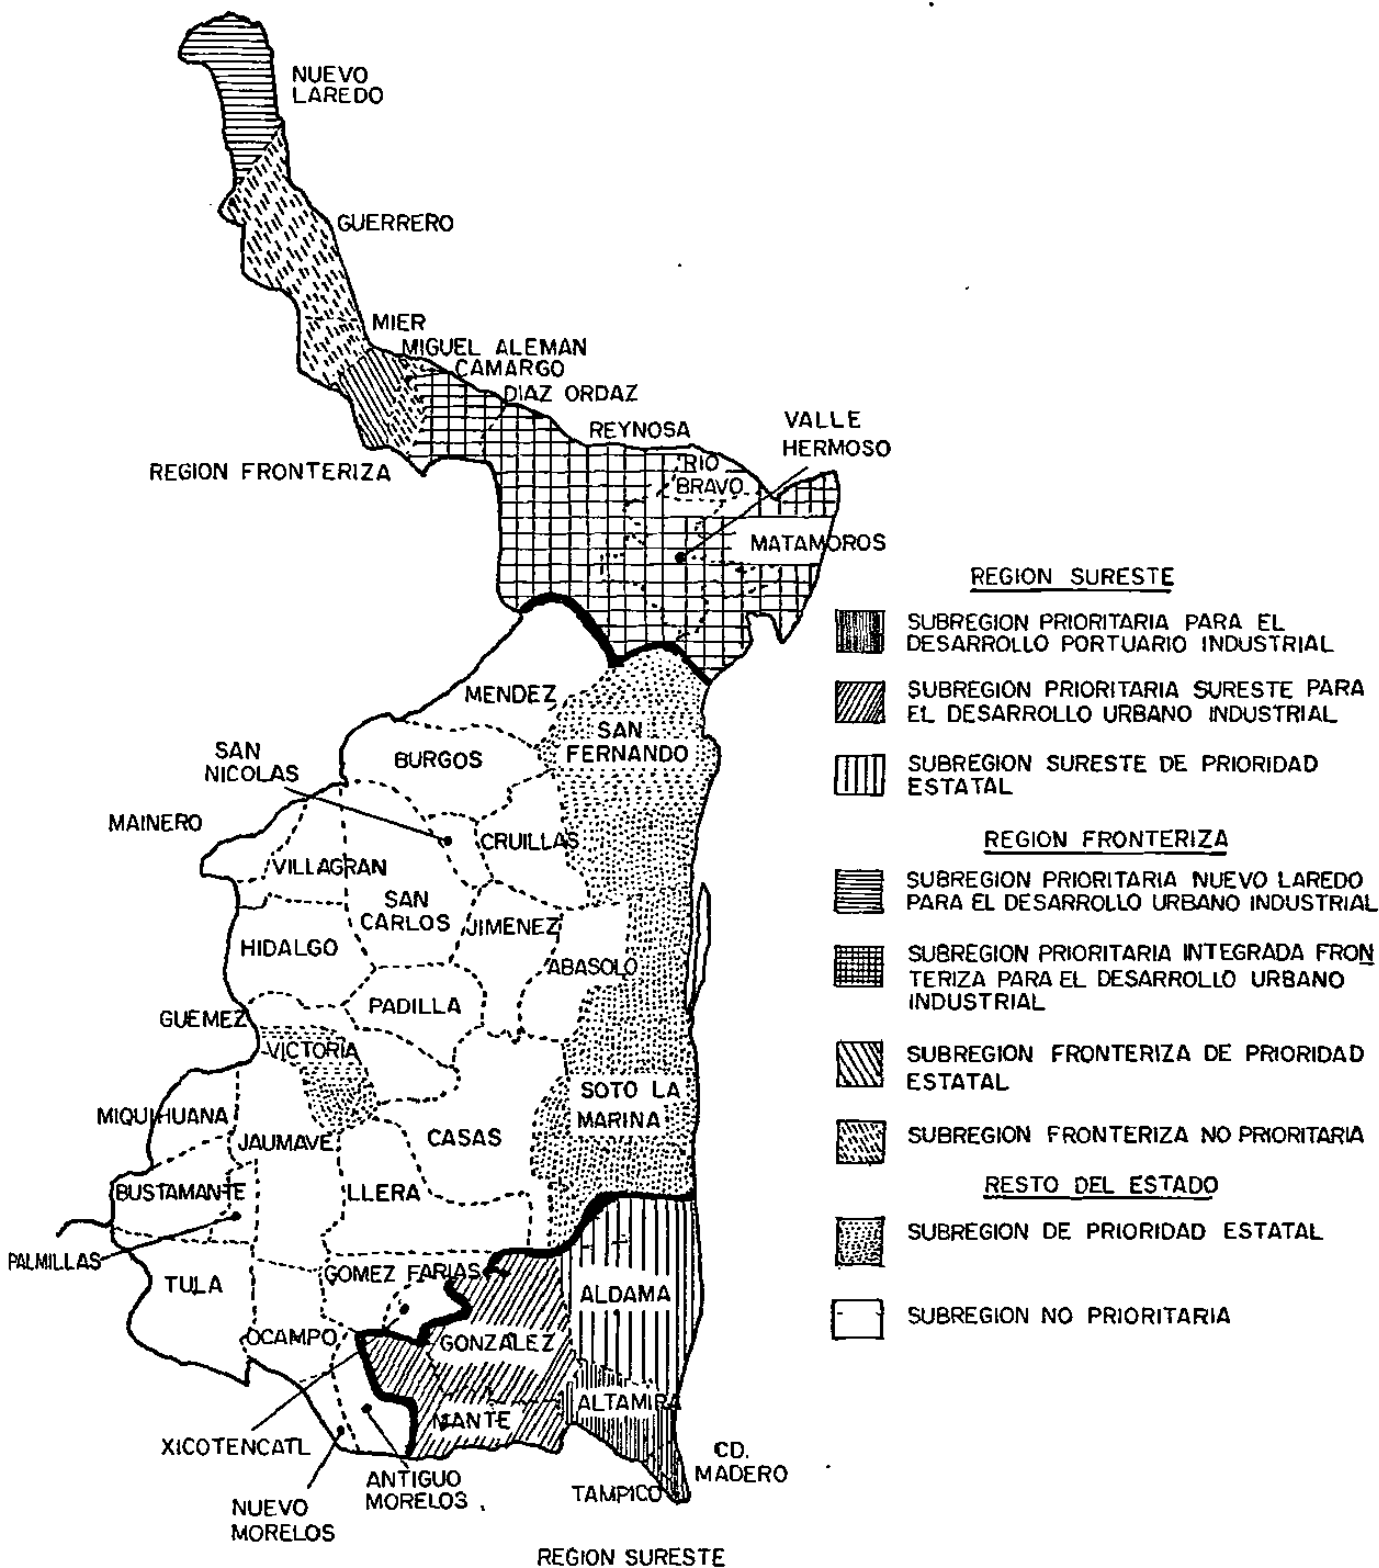 NUEVO
LAREDO
GUERRERO
MIER
MIGUEL ALEMAN
CAMARGO
DIAZ ORDAZ
REYNOSA
VALLE
HERMOSO
RIO
BRAVO
REGION FRONTERIZA
MATAMOROS
MENDEZ
SAN
FERNANDO
BURGOS
SAN
NICOLAS
MAINERO
CRUILLAS
VILLAGRAN
SAN
CARLOS
JIMENEZ
HIDALGO
ABASOLO
PADILLA
GUEMEZ
VICTORIA
SOTO LA
MARINA
MIQUIHUANA
JAUMAVE
CASAS
BUSTAMANTE
LLERA
PALMILLAS
TULA
GOMEZ FARIAS
ALDAMA
OCAMPO
GONZALEZ
ALTAMIRA
MANTE
XICOTENCATL
CD.
MADERO
ANTIGUO
MORELOS
TAMPICO
NUEVO
MORELOS
REGION SURESTE
REGION SURESTE
SUBREGION PRIORITARIA PARA EL
DESARROLLO PORTUARIO INDUSTRIAL
SUBREGION PRIORITARIA SURESTE PARA
EL DESARROLLO URBANO INDUSTRIAL
SUBREGION SURESTE DE PRIORIDAD
ESTATAL
REGION FRONTERIZA
SUBREGION PRIORITARIA NUEVO LAREDO
PARA EL DESARROLLO URBANO INDUSTRIAL
SUBREGION PRIORITARIA INTEGRADA FRON
TERIZA PARA EL DESARROLLO URBANO
INDUSTRIAL
SUBREGION FRONTERIZA DE PRIORIDAD
ESTATAL
SUBREGION FRONTERIZA NO PRIORITARIA
RESTO DEL ESTADO
SUBREGION DE PRIORIDAD ESTATAL
SUBREGION NO PRIORITARIA